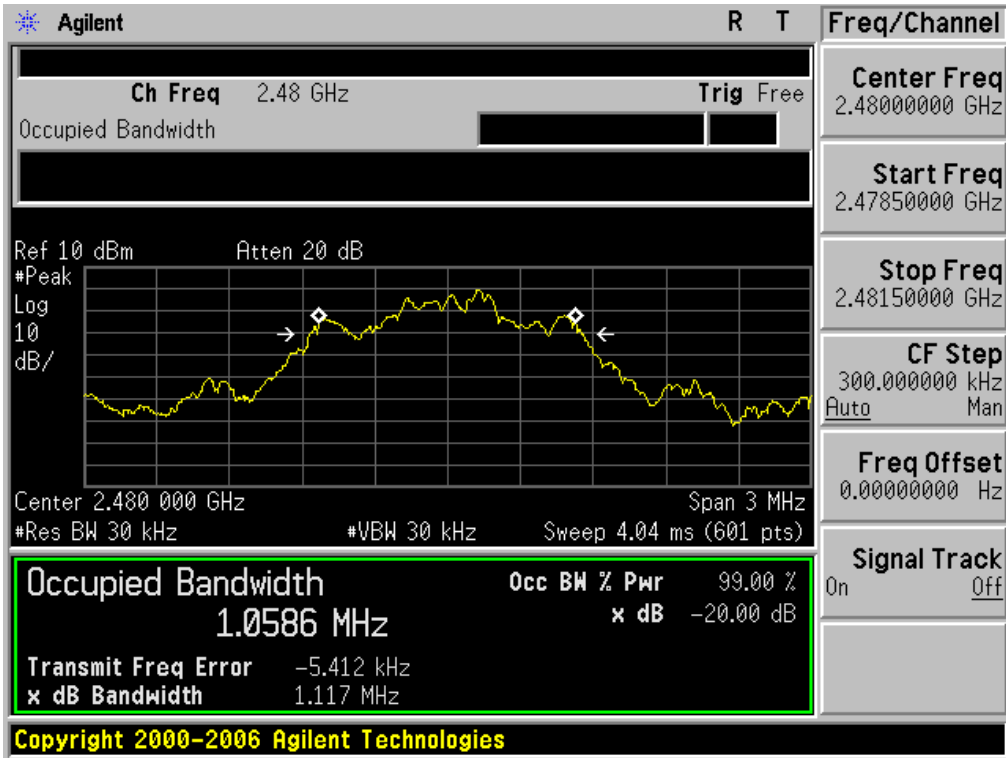 Agilent R T Freq/Channel
Ch Freq 2.48 GHz Trig Free
Occupied Bandwidth
Center Freq
2.48000000 GHz
Start Freq
2.47850000 GHz
Stop Freq
2.48150000 GHz
CF Step
300.000000 kHz
Auto Man
Freq Offset
0.00000000 Hz
Signal Track
On Off
Ref 10 dBm Atten 20 dB
#Peak
Log
10
dB/
Center 2.480 000 GHz Span 3 MHz
#Res BW 30 kHz #VBW 30 kHz Sweep 4.04 ms (601 pts)
Occupied Bandwidth Occ BW % Pwr 99.00 %
1.0586 MHz x dB -20.00 dB
Transmit Freq Error -5.412 kHz
x dB Bandwidth 1.117 MHz
Copyright 2000-2006 Agilent Technologies